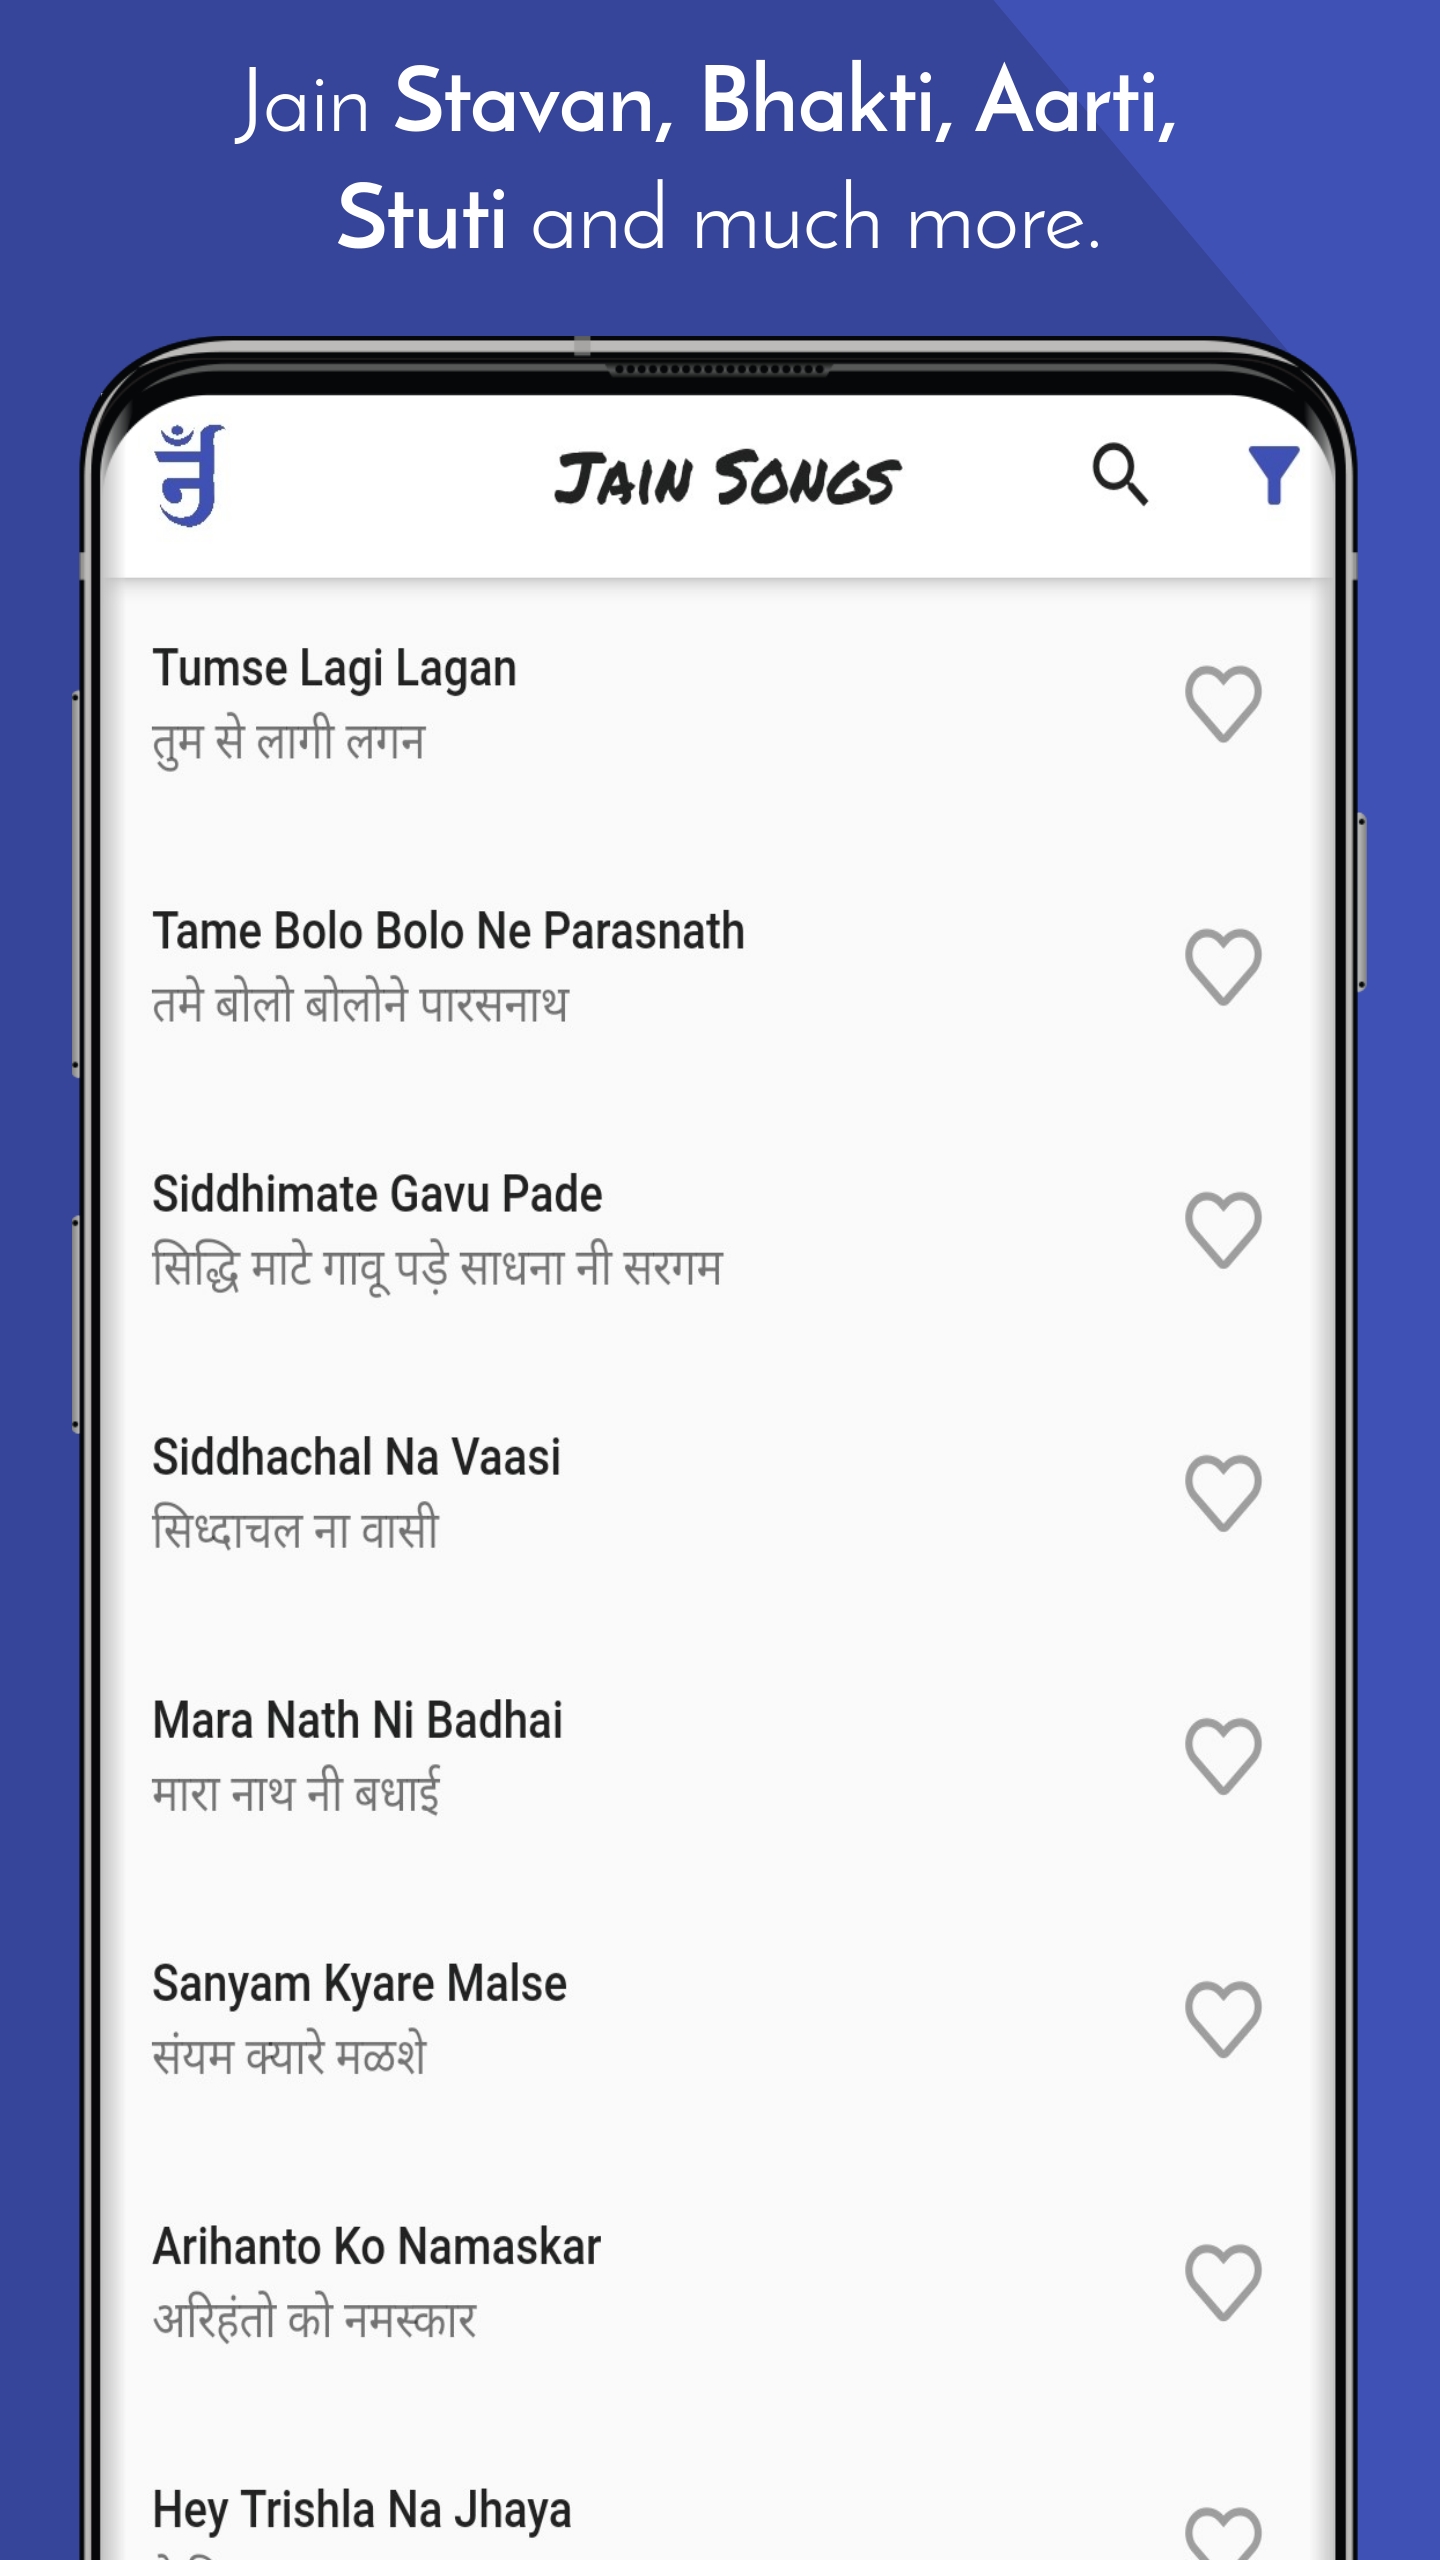 Jain Stavan, Bhakti, Aarti,
Stuti and much more.
Jain Songs
Tumse Lagi Lagan
तुम से लागी लगन
Tame Bolo Bolo Ne Parasnath
तमे बोलो बोलोने पारसनाथ
Siddhimate Gavu Pade
सिद्धि माटे गावू पड़े साधना नी सरगम
Siddhachal Na Vaasi
सिध्दाचल ना वासी
Mara Nath Ni Badhai
मारा नाथ नी बधाई
Sanyam Kyare Malse
संयम क्यारे मळशे
Arihanto Ko Namaskar
अरिहंतो को नमस्कार
Hey Trishla Na Jhaya